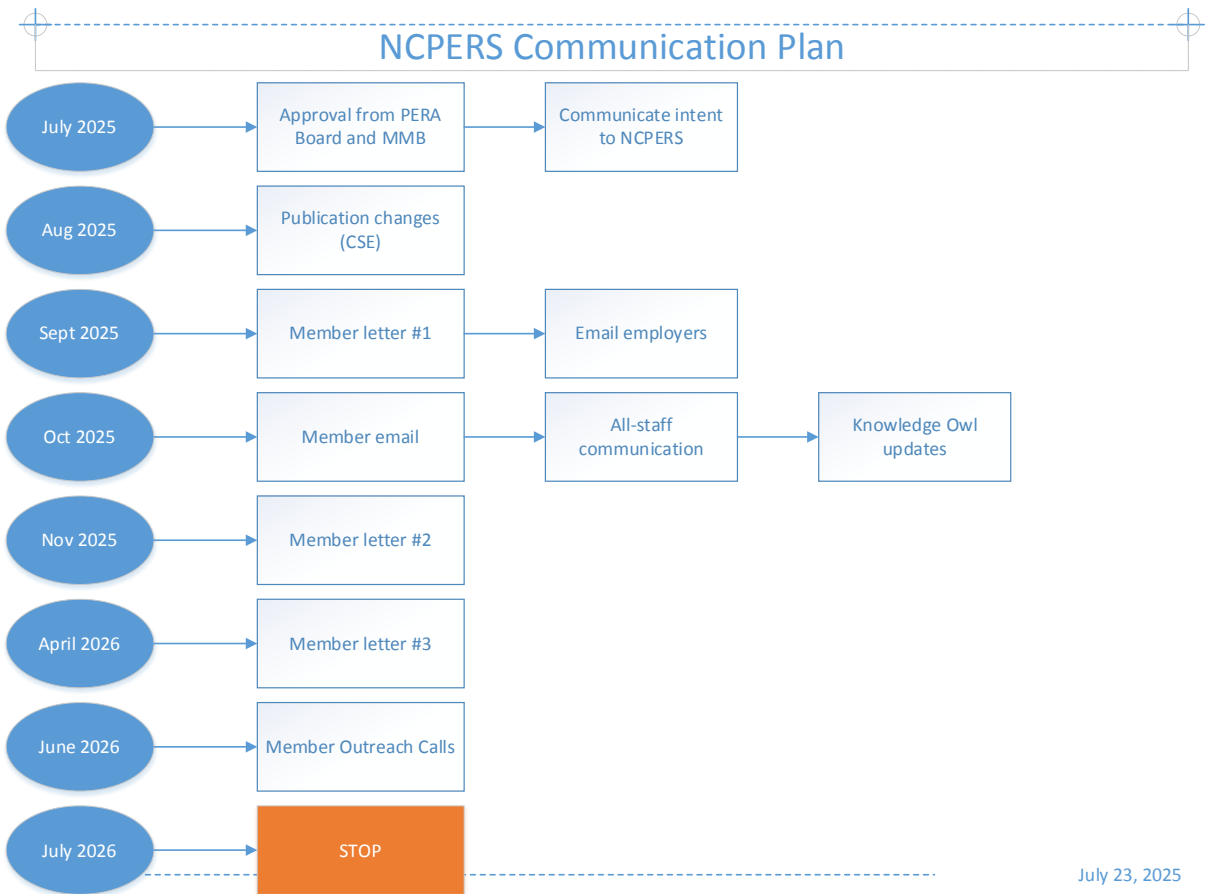 NCPERS Communication Plan
July 2025
Approval from PERA
Board and MMB
Communicate intent
to NCPERS
Aug 2025
Publication changes
(CSE)
Sept 2025
Member letter #1
Email employers
Oct 2025
Member email
All-staff
communication
Knowledge Owl
updates
Nov 2025
Member letter #2
April 2026
Member letter #3
June 2026
Member Outreach Calls
July 2026
STOP
July 23, 2025